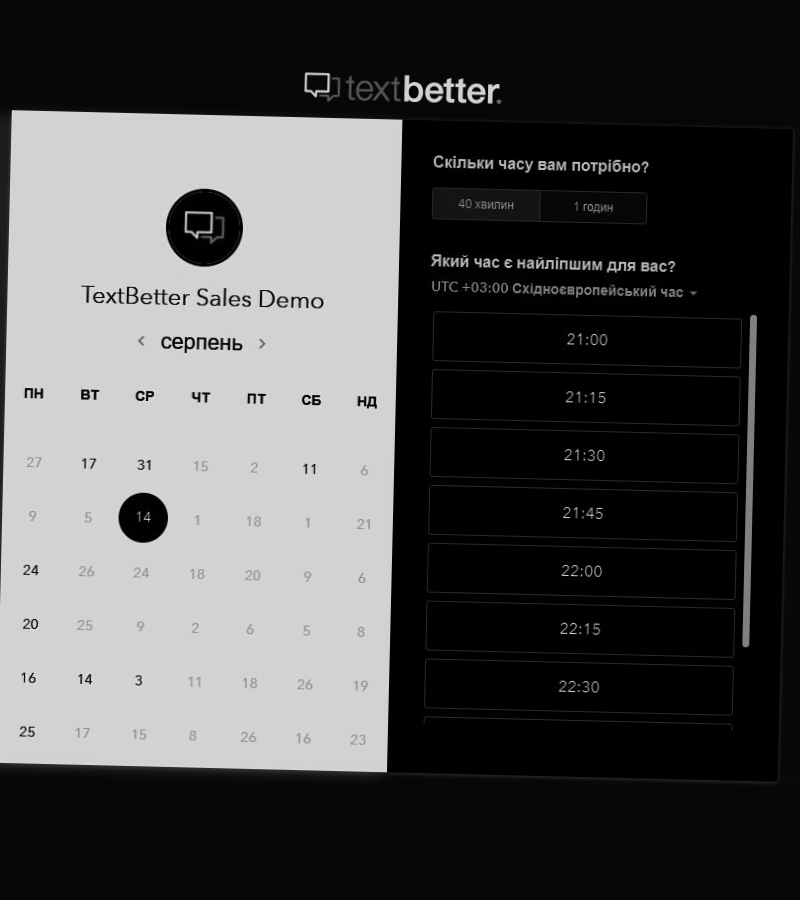 textbetter.
TextBetter Sales Demo
серпень
ПН ВТ СР ЧТ ПТ СБ НД
27 17 31 15 2 11 6
9 5 14 1 18 1 21
24 26 24 18 20 9 6
20 25 9 2 6 5 8
16 14 3 11 18 26 19
25 17 15 8 26 16 23
Скільки часу вам потрібно?
40 хвилин 1 годин
Який час є найліпшим для вас?
UTC +03:00 Східноєвропейський час
21:00
21:15
21:30
21:45
22:00
22:15
22:30